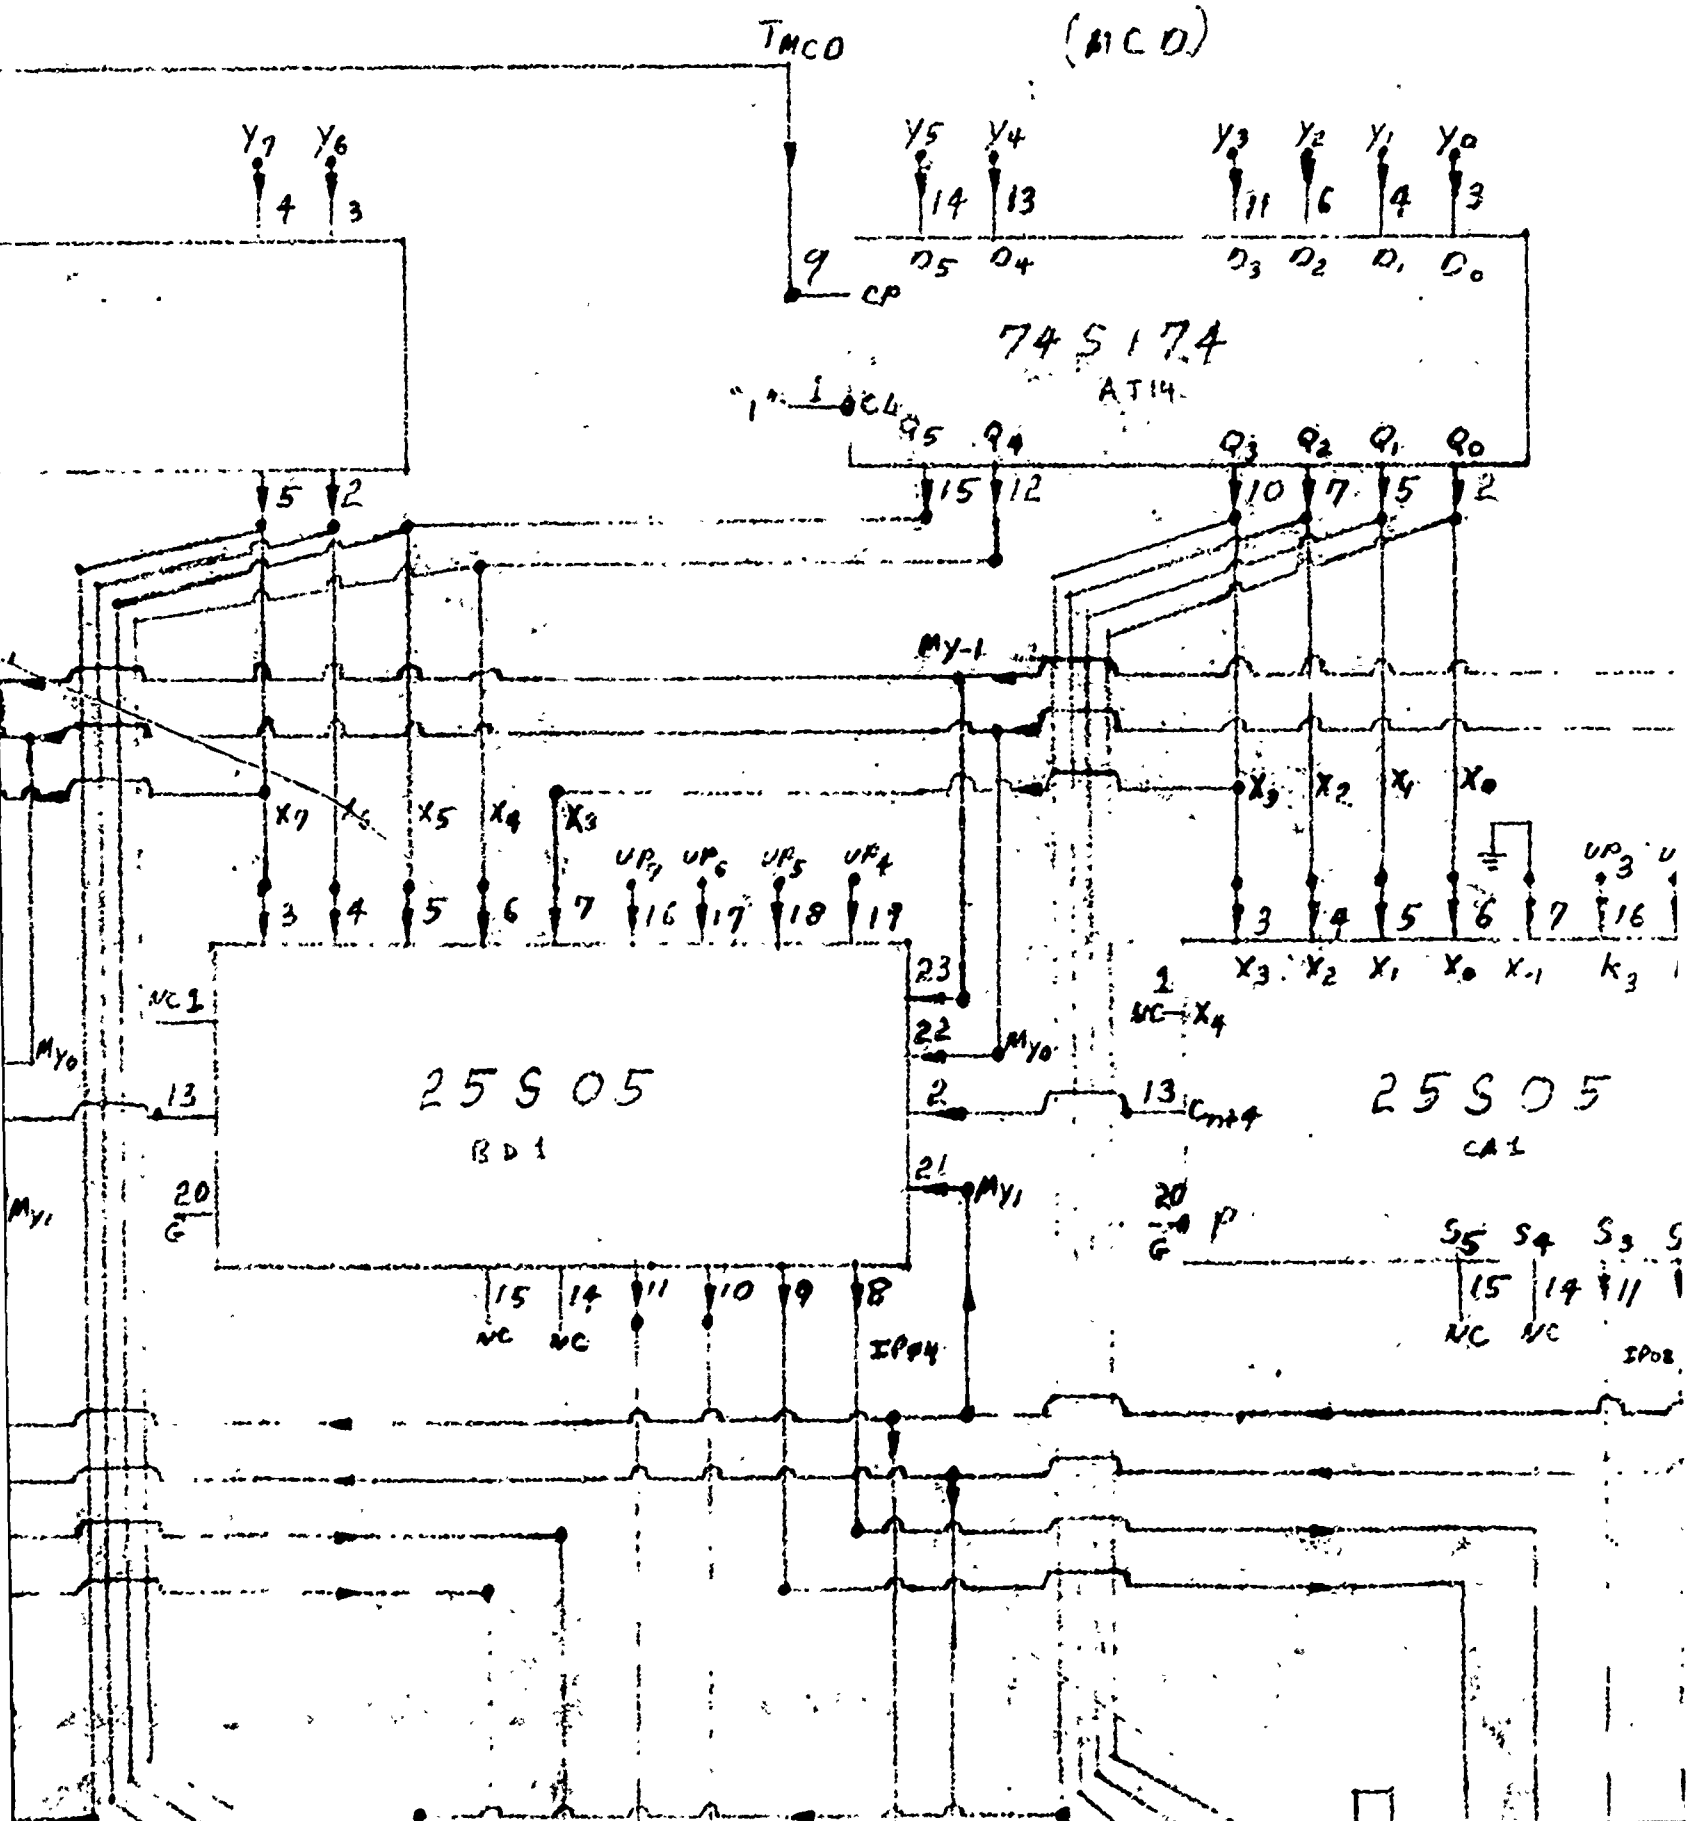 TMCD (MCD)
Y7 Y6 Y5 Y4 Y3 Y2 Y1 Y0
4 3 14 13 11 6 4 3
9 D5 D4 D3 D2 D1 D0
CP
74S174
AJ14
"1" 1 CL
Q5 Q4 Q3 Q2 Q1 Q0
5 2 15 12 10 7 5 2
MY-1
X7 X6 X5 X4 X3 X3 X2 X1 X0
UP7 UP6 UP5 UP4 UP3
3 4 5 6 7 16 17 18 19 3 4 5 6 7 16
X3 X2 X1 X0 X-1 K3
NC 1 23 1
NC X4
MY0 22 MY0
25S05 25S05
13 2 13 Cn+4
BD1 CA1
MY1 20 21 MY1 20 P
G G
S5 S4 S3
15 14 11 10 9 8 15 14 11
NC NC NC NC
IP04 IP08